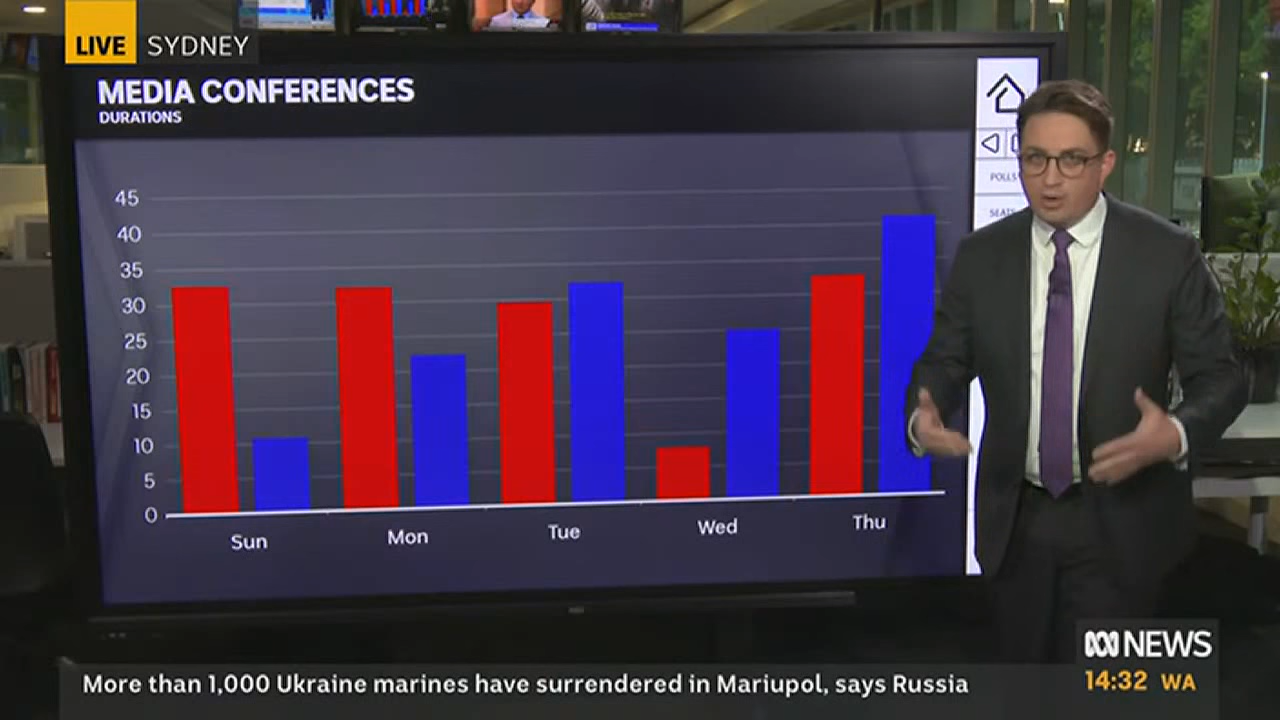 LIVE SYDNEY
MEDIA CONFERENCES
DURATIONS
45
40
35
30
25
20
15
10
5
0
Sun Mon Tue Wed Thu
POLLS
SEATS
NEWS
14:32 WA
More than 1,000 Ukraine marines have surrendered in Mariupol, says Russia